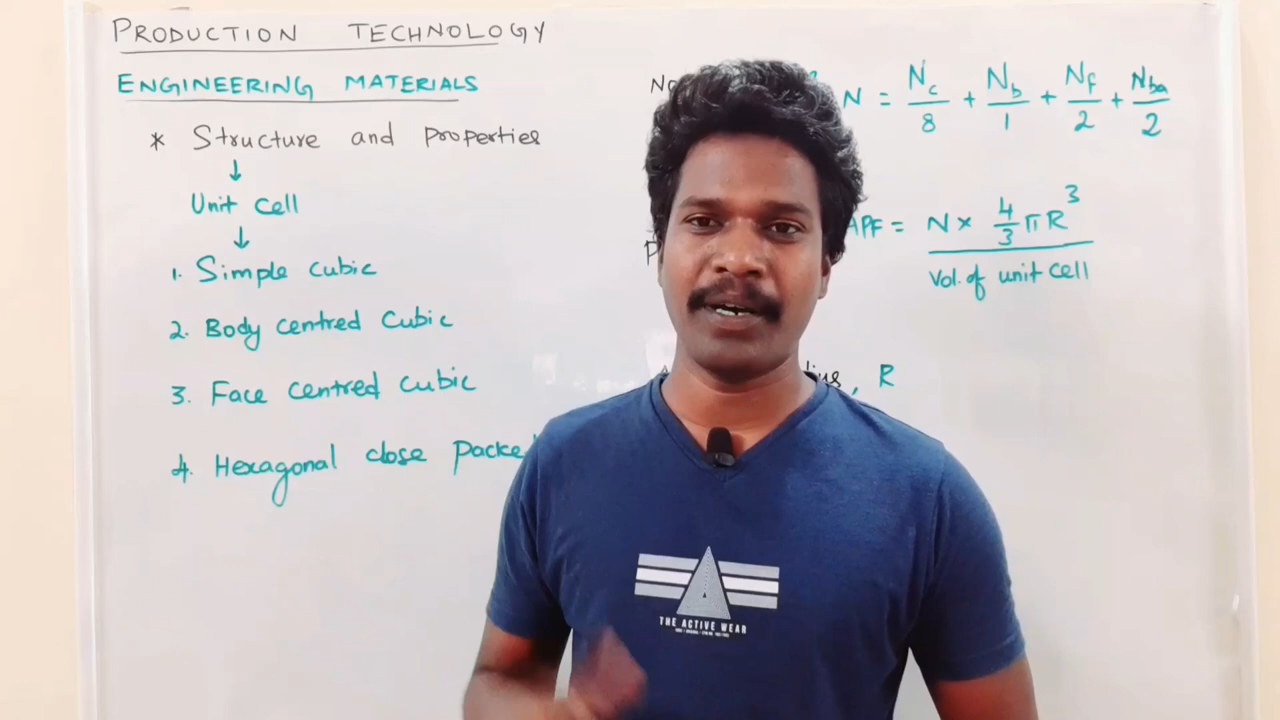 PRODUCTION TECHNOLOGY
ENGINEERING MATERIALS
* Structure and properties
↓
Unit cell
↓
1. Simple cubic
2. Body centred cubic
3. Face centred cubic
4. Hexagonal close packe
N = Nc/8 + Nb/1 + Nf/2 + Nba/2
APF = N × 4/3 πR³ / Vol. of unit cell
, R
THE ACTIVE WEAR